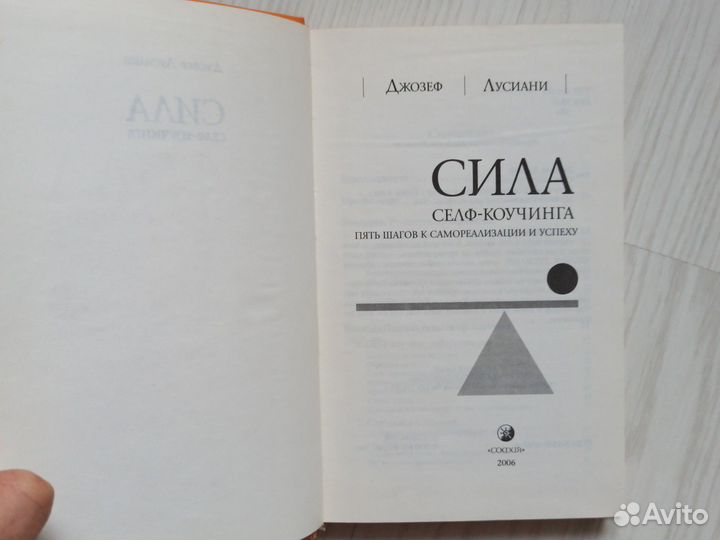 Джозеф Лусиани
СИЛА
СЕЛФ-КОУЧИНГА
ПЯТЬ ШАГОВ К САМОРЕАЛИЗАЦИИ И УСПЕХУ
«СОФИЯ»
2006
Avito